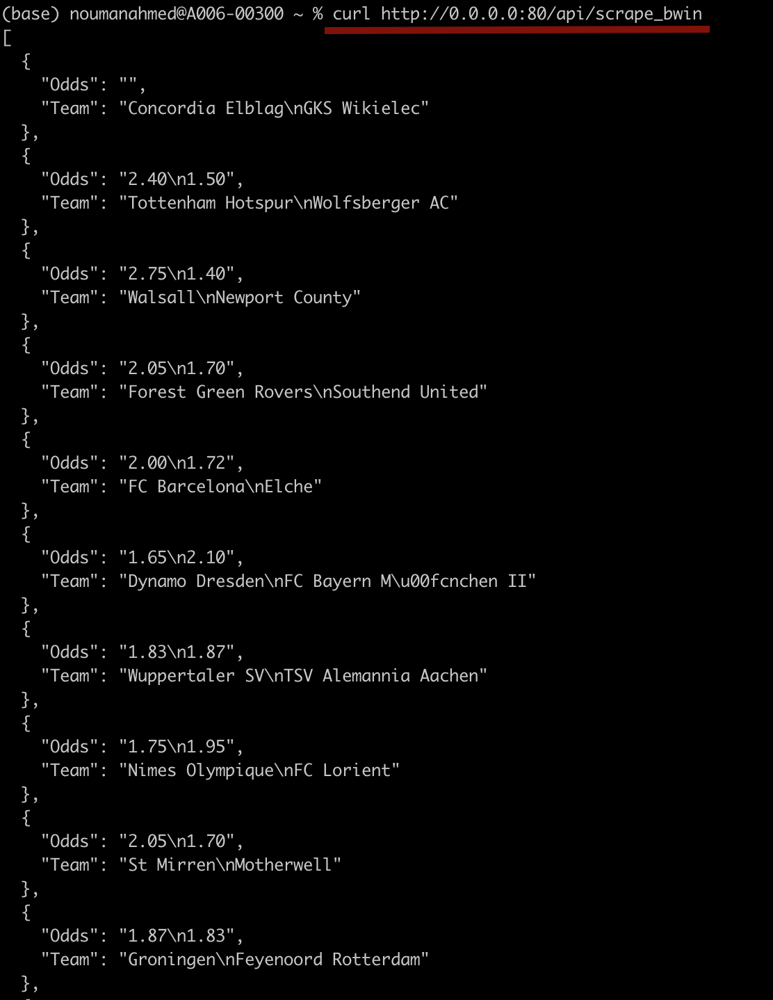 (base) noumanahmed@A006-00300 ~ % curl http://0.0.0.0:80/api/scrape_bwin
[
  {
    "Odds": "",
    "Team": "Concordia Elblag\nGKS Wikielec"
  },
  {
    "Odds": "2.40\n1.50",
    "Team": "Tottenham Hotspur\nWolfsberger AC"
  },
  {
    "Odds": "2.75\n1.40",
    "Team": "Walsall\nNewport County"
  },
  {
    "Odds": "2.05\n1.70",
    "Team": "Forest Green Rovers\nSouthend United"
  },
  {
    "Odds": "2.00\n1.72",
    "Team": "FC Barcelona\nElche"
  },
  {
    "Odds": "1.65\n2.10",
    "Team": "Dynamo Dresden\nFC Bayern M\u00fcnchen II"
  },
  {
    "Odds": "1.83\n1.87",
    "Team": "Wuppertaler SV\nTSV Alemannia Aachen"
  },
  {
    "Odds": "1.75\n1.95",
    "Team": "Nimes Olympique\nFC Lorient"
  },
  {
    "Odds": "2.05\n1.70",
    "Team": "St Mirren\nMotherwell"
  },
  {
    "Odds": "1.87\n1.83",
    "Team": "Groningen\nFeyenoord Rotterdam"
  },